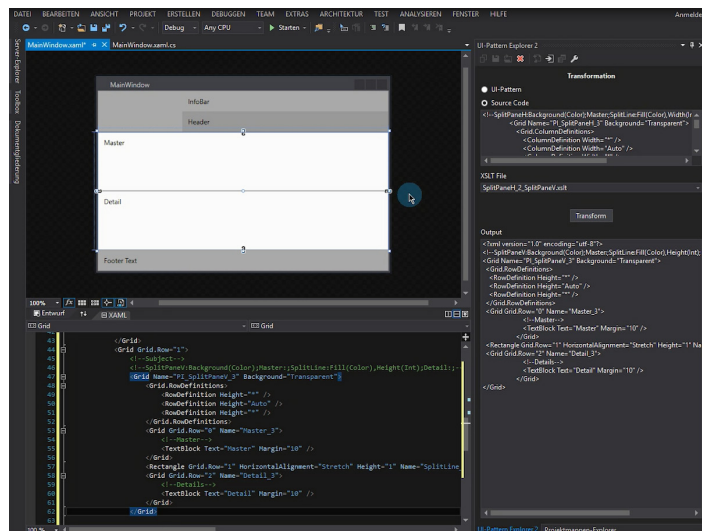 DATEI BEARBEITEN ANSICHT PROJEKT ERSTELLEN DEBUGGEN TEAM EXTRAS ARCHITEKTUR TEST ANALYSIEREN FENSTER HILFE Anmelde
Debug Any CPU Starten
MainWindow.xaml* MainWindow.xaml.cs
Server-Explorer
Toolbox
Dokumentgliederung
MainWindow
InfoBar
Header
Master
Detail
Footer Text
100% fx
Entwurf XAML
Grid Grid
43 </Grid>
44 <Grid Grid.Row="1">
45 <!--Subject-->
46 <!--SplitPaneV:Background(Color);Master:;SplitLine:Fill(Color),Height(Int);Detail:;--
47 <Grid Name="PI_SplitPaneV_3" Background="Transparent">
48 <Grid.RowDefinitions>
49 <RowDefinition Height="*" />
50 <RowDefinition Height="Auto" />
51 <RowDefinition Height="*" />
52 </Grid.RowDefinitions>
53 <Grid Grid.Row="0" Name="Master_3">
54 <!--Master-->
55 <TextBlock Text="Master" Margin="10" />
56 </Grid>
57 <Rectangle Grid.Row="1" HorizontalAlignment="Stretch" Height="1" Name="SplitLine_
58 <Grid Grid.Row="2" Name="Detail_3">
59 <!--Details-->
60 <TextBlock Text="Detail" Margin="10" />
61 </Grid>
62 </Grid>
63
100 %
UI-Pattern Explorer 2
Transformation
UI-Pattern
Source Code
<!--SplitPaneH:Background(Color);Master;SplitLine:Fill(Color),Width(Ir
<Grid Name="PI_SplitPaneH_3" Background="Transparent">
<Grid.ColumnDefinitions>
<ColumnDefinition Width="*" />
<ColumnDefinition Width="Auto" />
XSLT File
SplitPaneH_2_SplitPaneV.xslt
Transform
Output
<?xml version="1.0" encoding="utf-8"?>
<!--SplitPaneV:Background(Color);Master;SplitLine:Fill(Color),Height(Int);
<Grid Name="PI_SplitPaneV_3" Background="Transparent">
<Grid.RowDefinitions>
<RowDefinition Height="*" />
<RowDefinition Height="Auto" />
<RowDefinition Height="*" />
</Grid.RowDefinitions>
<Grid Grid.Row="0" Name="Master_3">
<!--Master-->
<TextBlock Text="Master" Margin="10" />
</Grid>
<Rectangle Grid.Row="1" HorizontalAlignment="Stretch" Height="1" Na
<Grid Grid.Row="2" Name="Detail_3">
<!--Details-->
<TextBlock Text="Detail" Margin="10" />
</Grid>
</Grid>
UI-Pattern Explorer 2 Projektmappen-Explorer